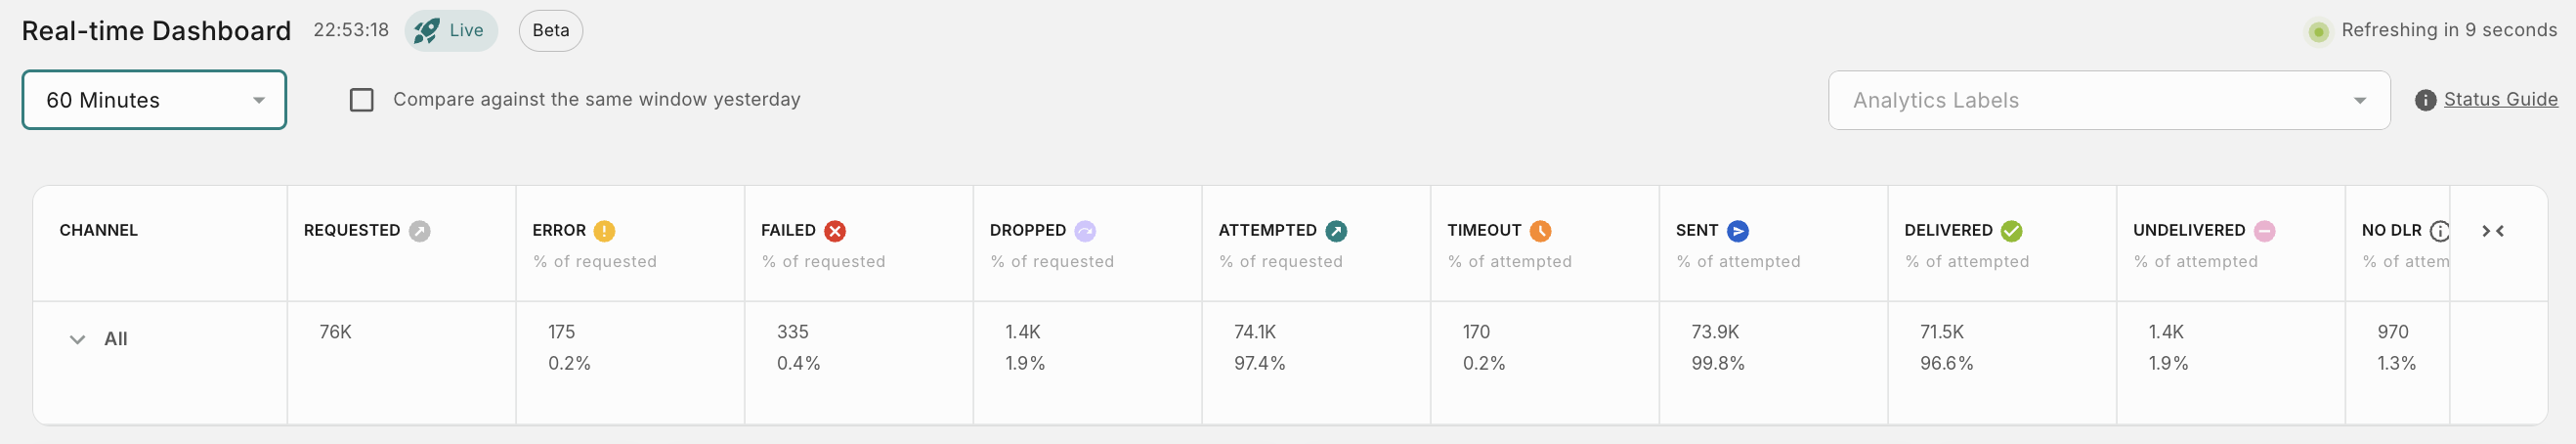 Real-time Dashboard 22:53:18 Live Beta Refreshing in 9 seconds
60 Minutes Compare against the same window yesterday Analytics Labels Status Guide
CHANNEL REQUESTED ERROR FAILED DROPPED ATTEMPTED TIMEOUT SENT DELIVERED UNDELIVERED NO DLR
% of requested % of requested % of requested % of requested % of attempted % of attempted % of attempted % of attempted % of attem
All 76K 175 335 1.4K 74.1K 170 73.9K 71.5K 1.4K 970
0.2% 0.4% 1.9% 97.4% 0.2% 99.8% 96.6% 1.9% 1.3%